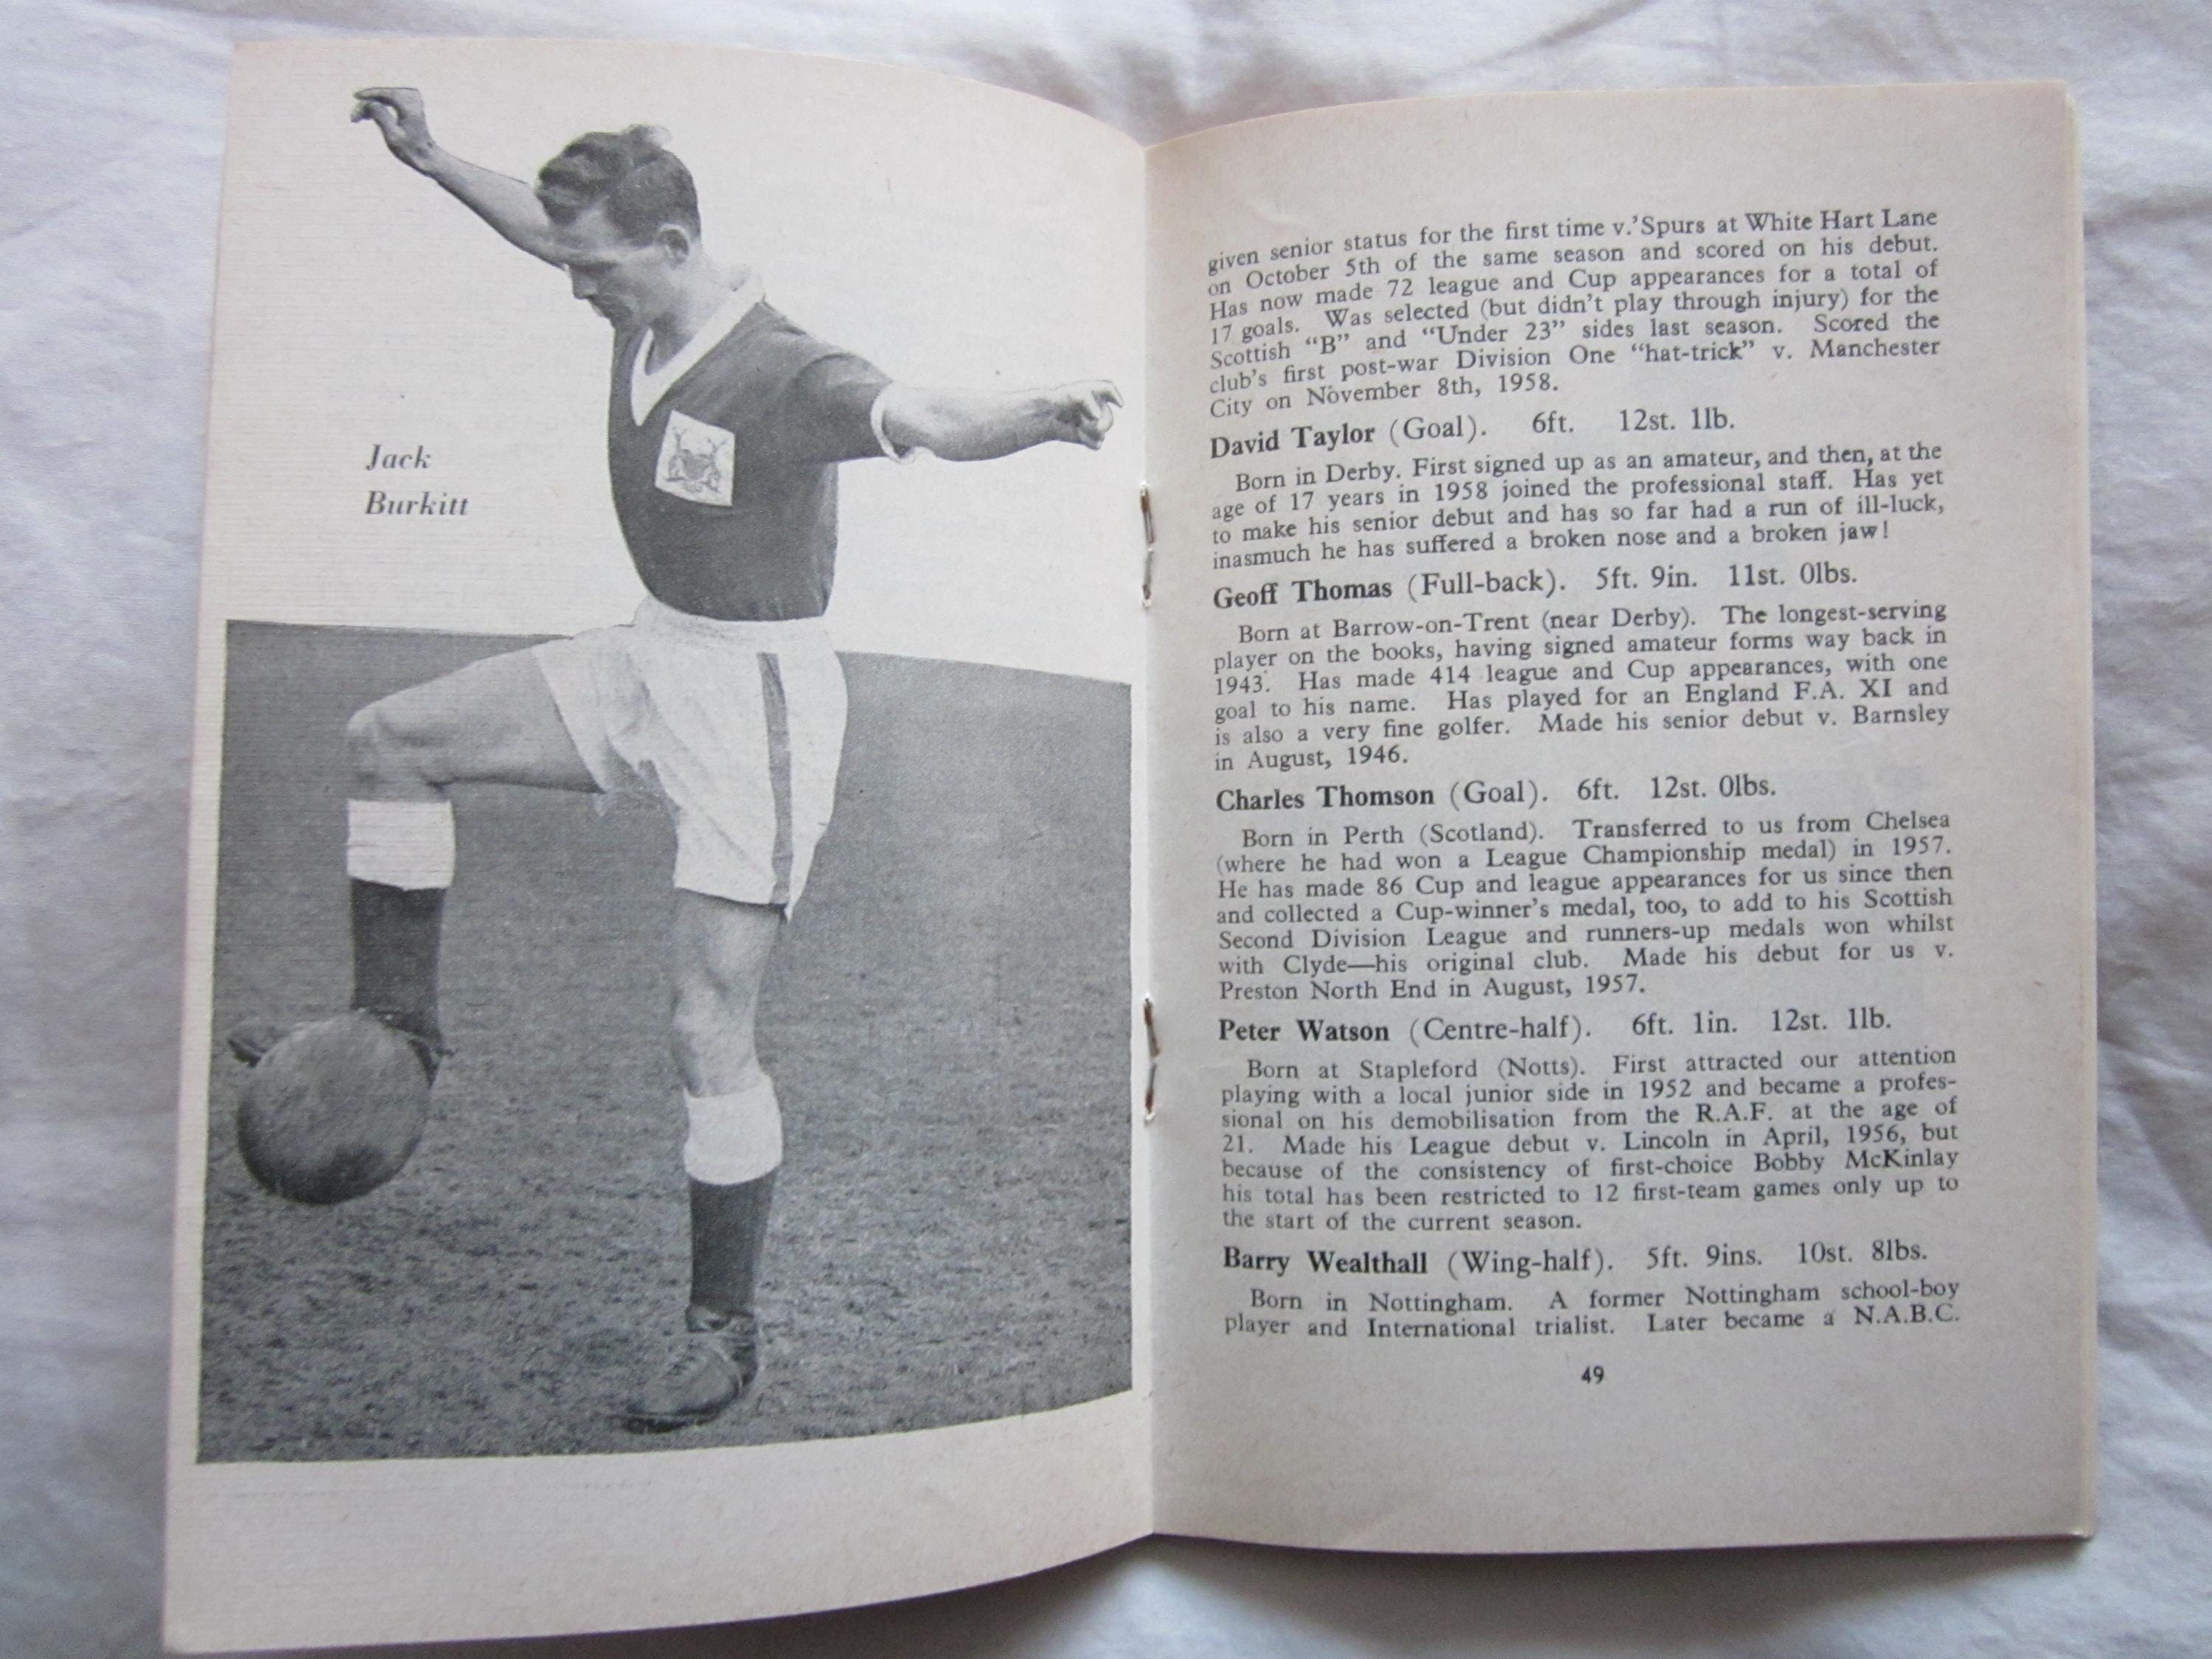 Jack
Burkitt
given senior status for the first time v.'Spurs at White Hart Lane
on October 5th of the same season and scored on his debut.
Has now made 72 league and Cup appearances for a total of
17 goals. Was selected (but didn't play through injury) for the
Scottish “B” and “Under 23” sides last season. Scored the
club's first post-war Division One “hat-trick” v. Manchester
City on November 8th, 1958.
David Taylor (Goal). 6ft. 12st. 1lb.
Born in Derby. First signed up as an amateur, and then, at the
age of 17 years in 1958 joined the professional staff. Has yet
to make his senior debut and has so far had a run of ill-luck,
inasmuch he has suffered a broken nose and a broken jaw!
Geoff Thomas (Full-back). 5ft. 9in. 11st. 0lbs.
Born at Barrow-on-Trent (near Derby). The longest-serving
player on the books, having signed amateur forms way back in
1943. Has made 414 league and Cup appearances, with one
goal to his name. Has played for an England F.A. XI and
is also a very fine golfer. Made his senior debut v. Barnsley
in August, 1946.
Charles Thomson (Goal). 6ft. 12st. 0lbs.
Born in Perth (Scotland). Transferred to us from Chelsea
(where he had won a League Championship medal) in 1957.
He has made 86 Cup and league appearances for us since then
and collected a Cup-winner's medal, too, to add to his Scottish
Second Division League and runners-up medals won whilst
with Clyde—his original club. Made his debut for us v.
Preston North End in August, 1957.
Peter Watson (Centre-half). 6ft. 1in. 12st. 1lb.
Born at Stapleford (Notts). First attracted our attention
playing with a local junior side in 1952 and became a profes-
sional on his demobilisation from the R.A.F. at the age of
21. Made his League debut v. Lincoln in April, 1956, but
because of the consistency of first-choice Bobby McKinlay
his total has been restricted to 12 first-team games only up to
the start of the current season.
Barry Wealthall (Wing-half). 5ft. 9ins. 10st. 8lbs.
Born in Nottingham. A former Nottingham school-boy
player and International trialist. Later became a N.A.B.C.
49